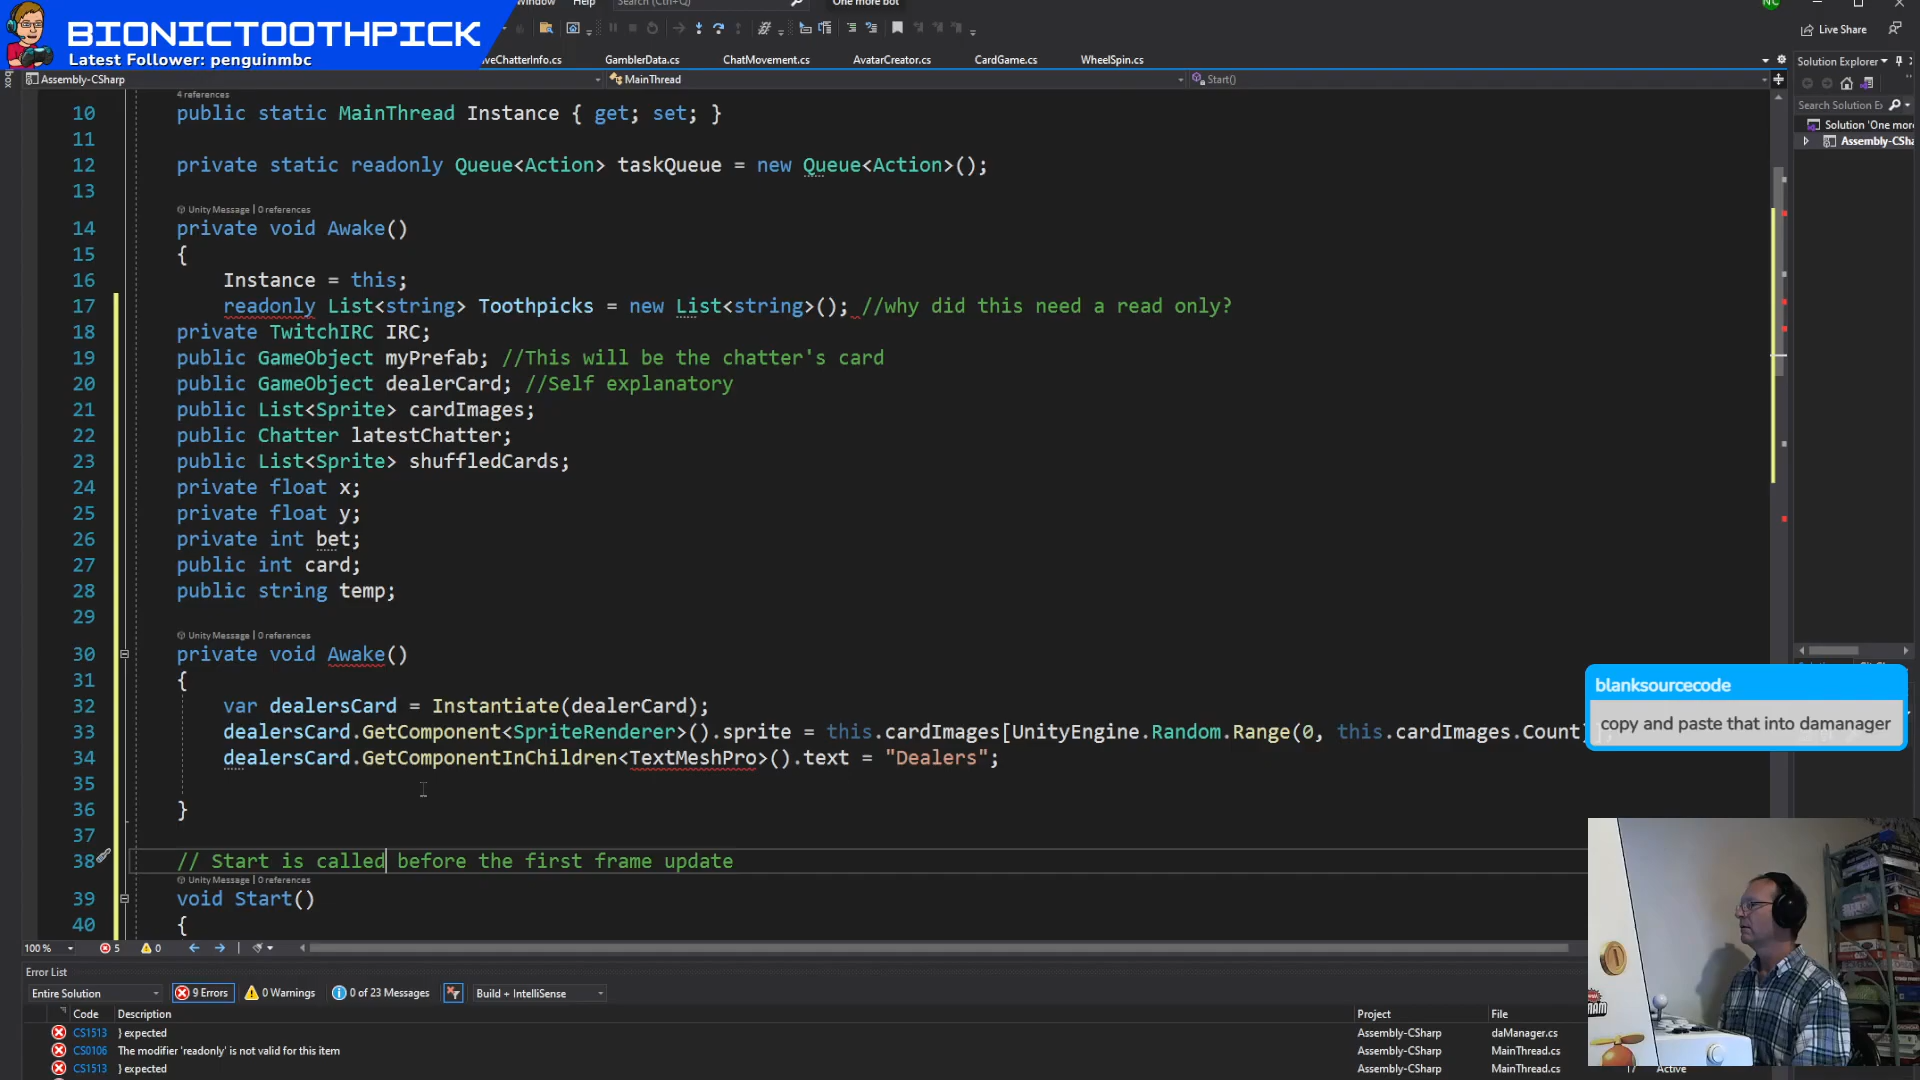 BIONICTOOTHPICK
Latest Follower: penguinmbc
Window Help
Search (Ctrl+Q)
One more bot
NC
Live Share
iveChatterInfo.cs GamblerData.cs ChatMovement.cs AvatarCreator.cs CardGame.cs WheelSpin.cs
Assembly-CSharp MainThread Start()
Solution Explorer
Search Solution E
Solution 'One more
Assembly-CSha
4 references
10 public static MainThread Instance { get; set; }
11
12 private static readonly Queue<Action> taskQueue = new Queue<Action>();
13
Unity Message | 0 references
14 private void Awake()
15 {
16 Instance = this;
17 readonly List<string> Toothpicks = new List<string>(); //why did this need a read only?
18 private TwitchIRC IRC;
19 public GameObject myPrefab; //This will be the chatter's card
20 public GameObject dealerCard; //Self explanatory
21 public List<Sprite> cardImages;
22 public Chatter latestChatter;
23 public List<Sprite> shuffledCards;
24 private float x;
25 private float y;
26 private int bet;
27 public int card;
28 public string temp;
29
Unity Message | 0 references
30 private void Awake()
31 {
32 var dealersCard = Instantiate(dealerCard);
33 dealersCard.GetComponent<SpriteRenderer>().sprite = this.cardImages[UnityEngine.Random.Range(0, this.cardImages.Count)];
34 dealersCard.GetComponentInChildren<TextMeshPro>().text = "Dealers";
35
36 }
37
38 // Start is called before the first frame update
Unity Message | 0 references
39 void Start()
40 {
blanksourcecode
copy and paste that into damanager
100 % 5 0
Error List
Entire Solution 9 Errors 0 Warnings 0 of 23 Messages Build + IntelliSense
Code Description Project File
CS1513 } expected Assembly-CSharp daManager.cs
CS0106 The modifier 'readonly' is not valid for this item Assembly-CSharp MainThread.cs
CS1513 } expected Assembly-CSharp MainThread.cs 17 Active